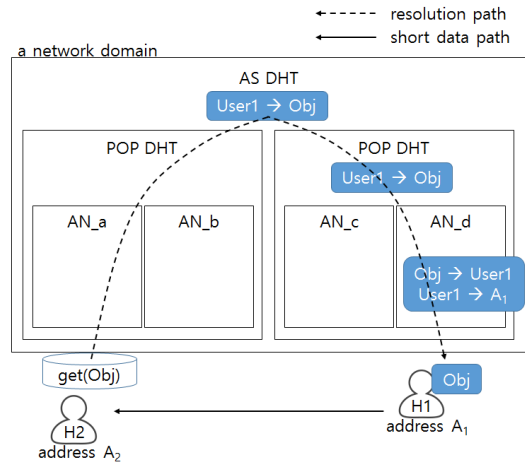 resolution path
short data path
a network domain
AS DHT
User1 → Obj
POP DHT
POP DHT
User1 → Obj
AN_a
AN_b
AN_c
AN_d
Obj → User1
User1 → A₁
get(Obj)
Obj
H2
H1
address A₂
address A₁